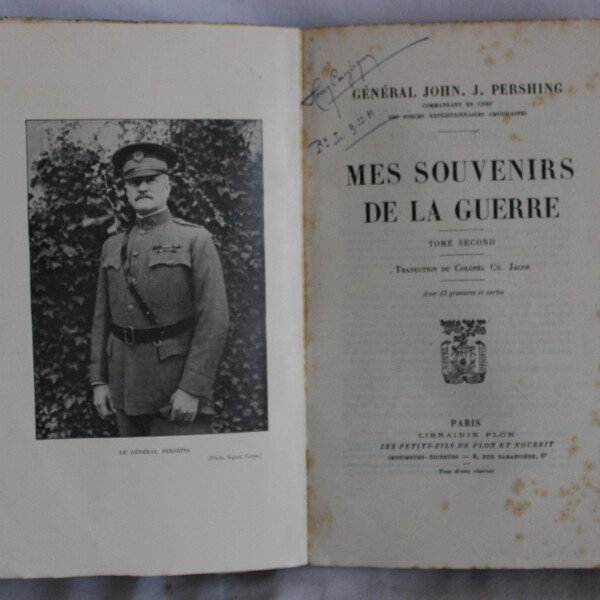 LE GÉNÉRAL PERSHING
(Photo Signal Corps.)
GÉNÉRAL JOHN. J. PERSHING
COMMANDANT EN CHEF
DES FORCES EXPÉDITIONNAIRES AMÉRICAINES
MES SOUVENIRS
DE LA GUERRE
TOME SECOND
TRADUCTION DU COLONEL CH. JACOB
Avec 43 gravures et cartes
PARIS
LIBRAIRIE PLON
LES PETITS-FILS DE PLON ET NOURRIT
IMPRIMEURS-ÉDITEURS — 8, RUE GARANCIÈRE, 6e
Tous droits réservés